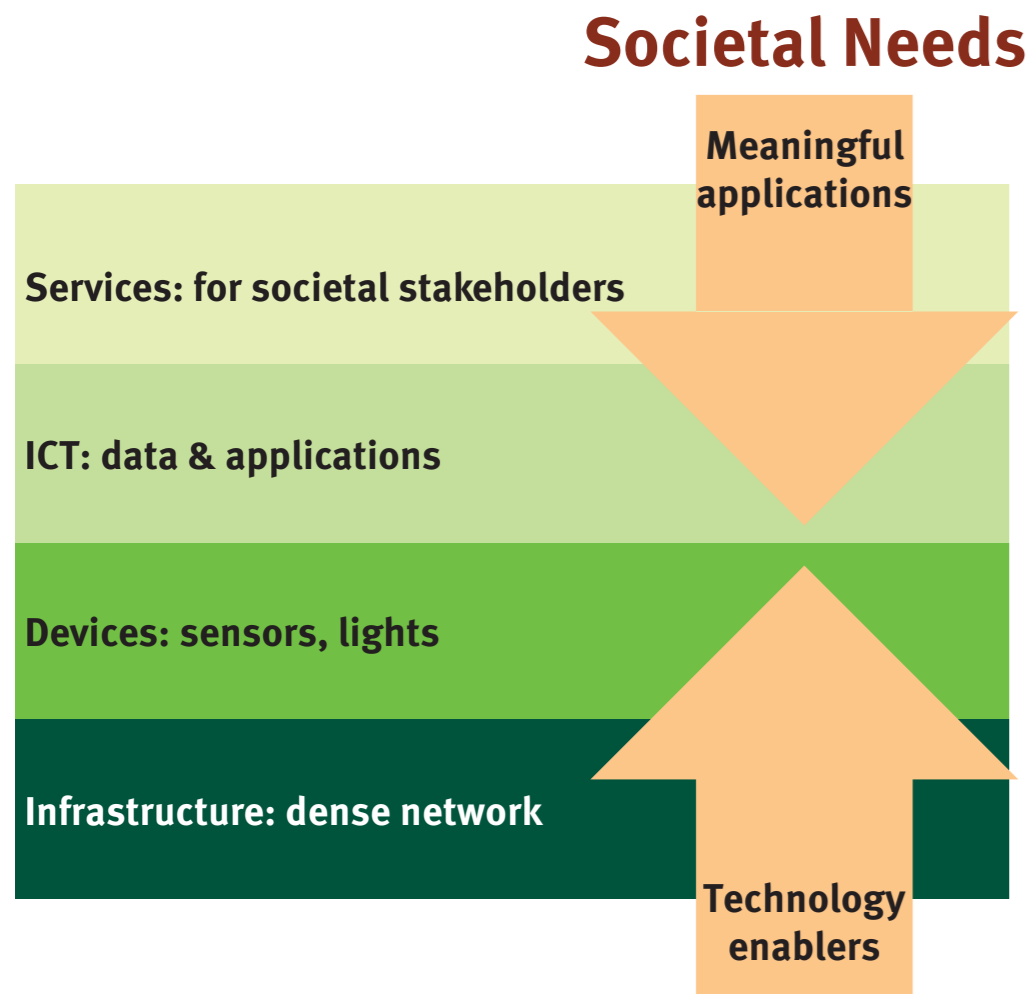 Societal Needs
Meaningful
applications
Services: for societal stakeholders
ICT: data & applications
Devices: sensors, lights
Infrastructure: dense network
Technology
enablers